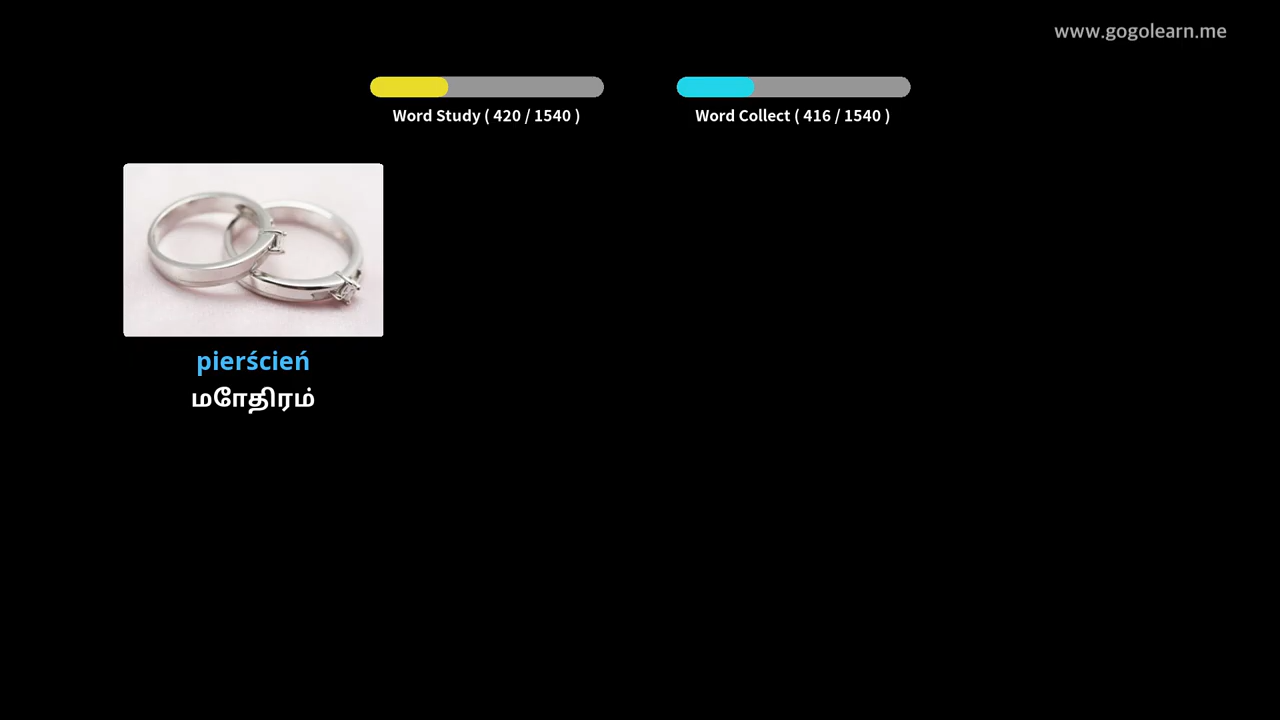 www.gogolearn.me
Word Study ( 420 / 1540 )
Word Collect ( 416 / 1540 )
pierścień
மோதிரம்